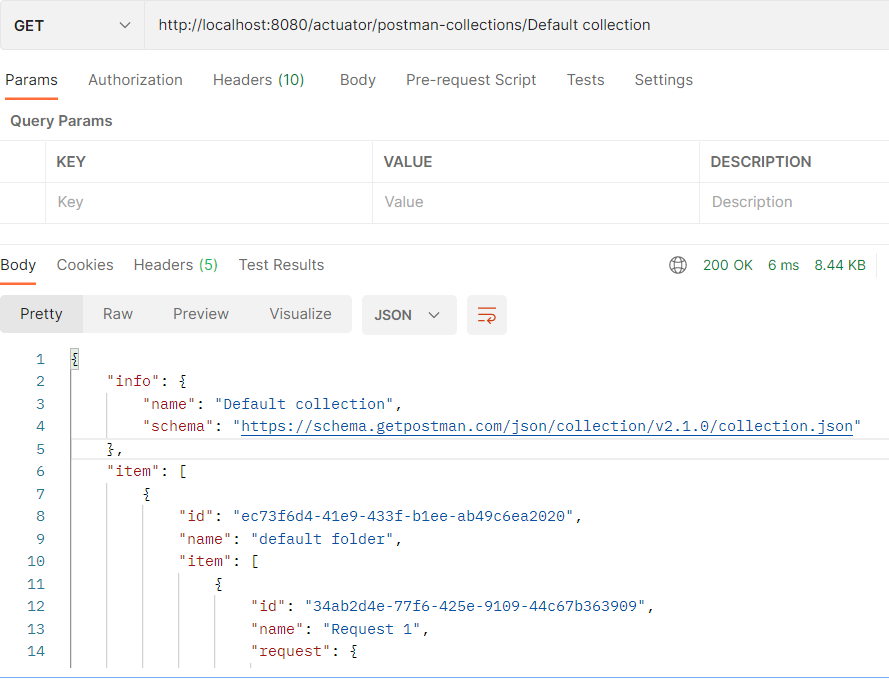 GET http://localhost:8080/actuator/postman-collections/Default collection
Params Authorization Headers (10) Body Pre-request Script Tests Settings
Query Params
KEY VALUE DESCRIPTION
Key Value Description
Body Cookies Headers (5) Test Results 200 OK 6 ms 8.44 KB
Pretty Raw Preview Visualize JSON
1 {
2 "info": {
3 "name": "Default collection",
4 "schema": "https://schema.getpostman.com/json/collection/v2.1.0/collection.json"
5 },
6 "item": [
7 {
8 "id": "ec73f6d4-41e9-433f-b1ee-ab49c6ea2020",
9 "name": "default folder",
10 "item": [
11 {
12 "id": "34ab2d4e-77f6-425e-9109-44c67b363909",
13 "name": "Request 1",
14 "request": {